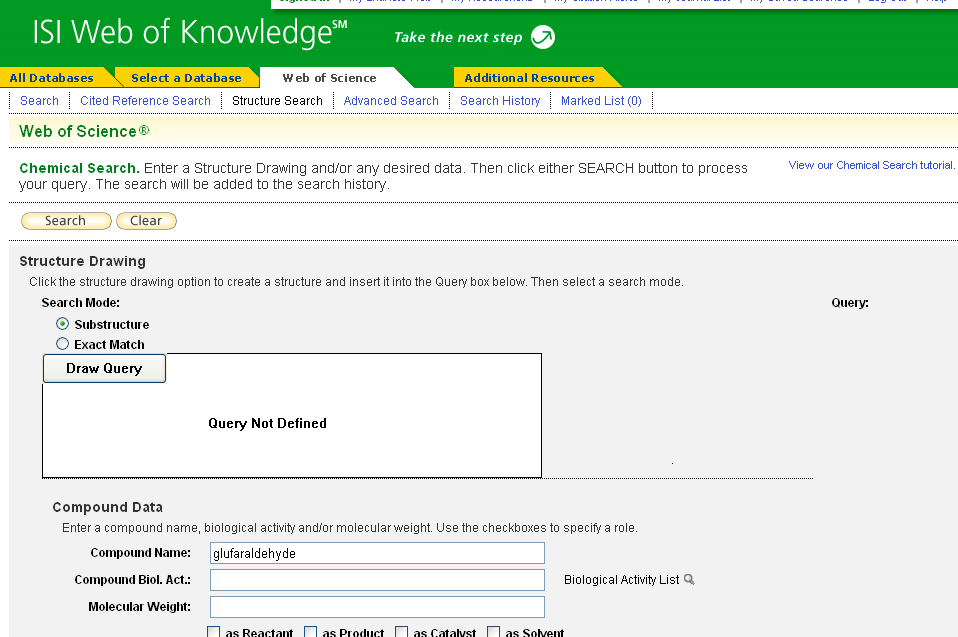 ISI Web of Knowledge℠
Take the next step
All Databases Select a Database Web of Science Additional Resources
Search Cited Reference Search Structure Search Advanced Search Search History Marked List (0)
Web of Science®
Chemical Search. Enter a Structure Drawing and/or any desired data. Then click either SEARCH button to process
your query. The search will be added to the search history.
View our Chemical Search tutorial.
Search Clear
Structure Drawing
Click the structure drawing option to create a structure and insert it into the Query box below. Then select a search mode.
Search Mode:
Query:
Substructure
Exact Match
Draw Query
Query Not Defined
Compound Data
Enter a compound name, biological activity and/or molecular weight. Use the checkboxes to specify a role.
Compound Name: glufaraldehyde
Compound Biol. Act.: Biological Activity List
Molecular Weight:
as Reactant as Product as Catalyst as Solvent